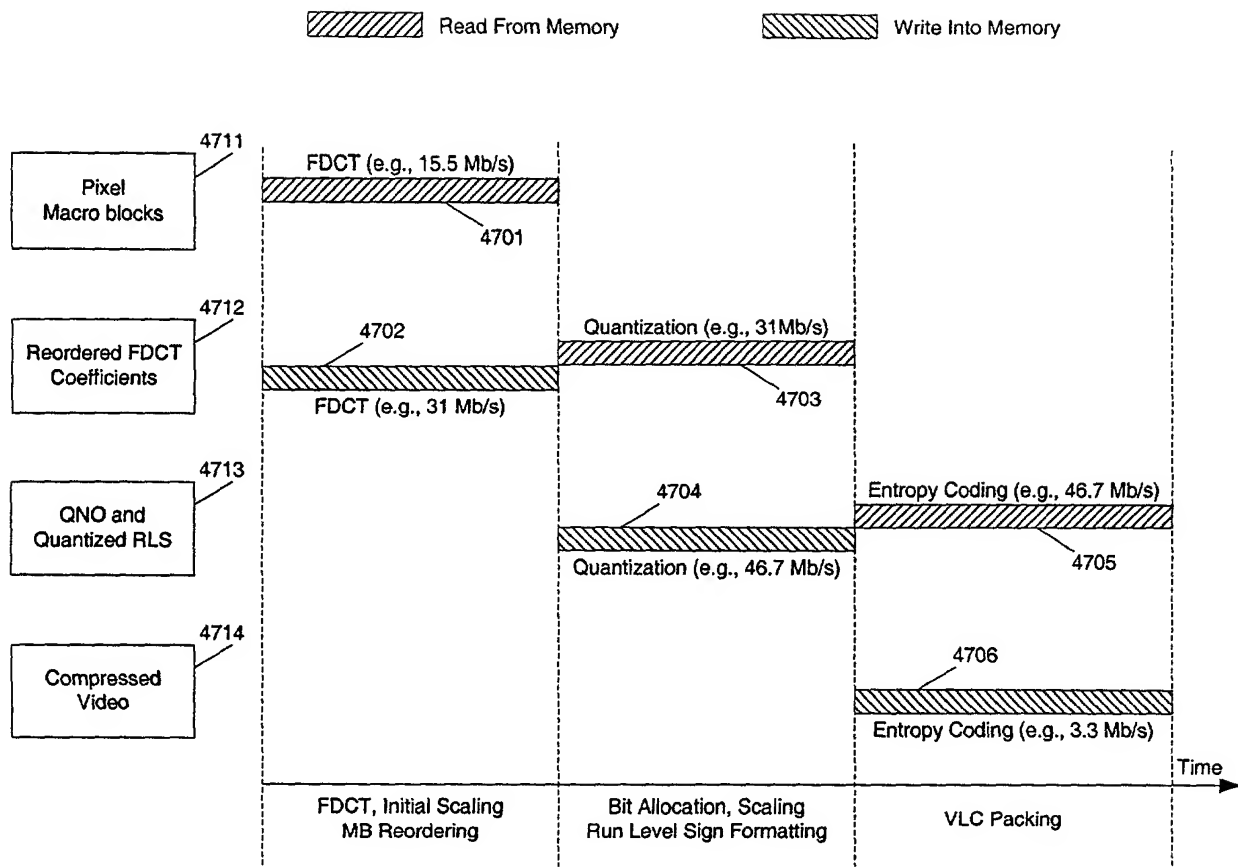 Read From Memory
Write Into Memory
4711
Pixel
Macro blocks
FDCT (e.g., 15.5 Mb/s)
4701
4712
Reordered FDCT
Coefficients
4702
FDCT (e.g., 31 Mb/s)
Quantization (e.g., 31Mb/s)
4703
4713
QNO and
Quantized RLS
4704
Quantization (e.g., 46.7 Mb/s)
Entropy Coding (e.g., 46.7 Mb/s)
4705
4714
Compressed
Video
4706
Entropy Coding (e.g., 3.3 Mb/s)
Time
FDCT, Initial Scaling
MB Reordering
Bit Allocation, Scaling
Run Level Sign Formatting
VLC Packing